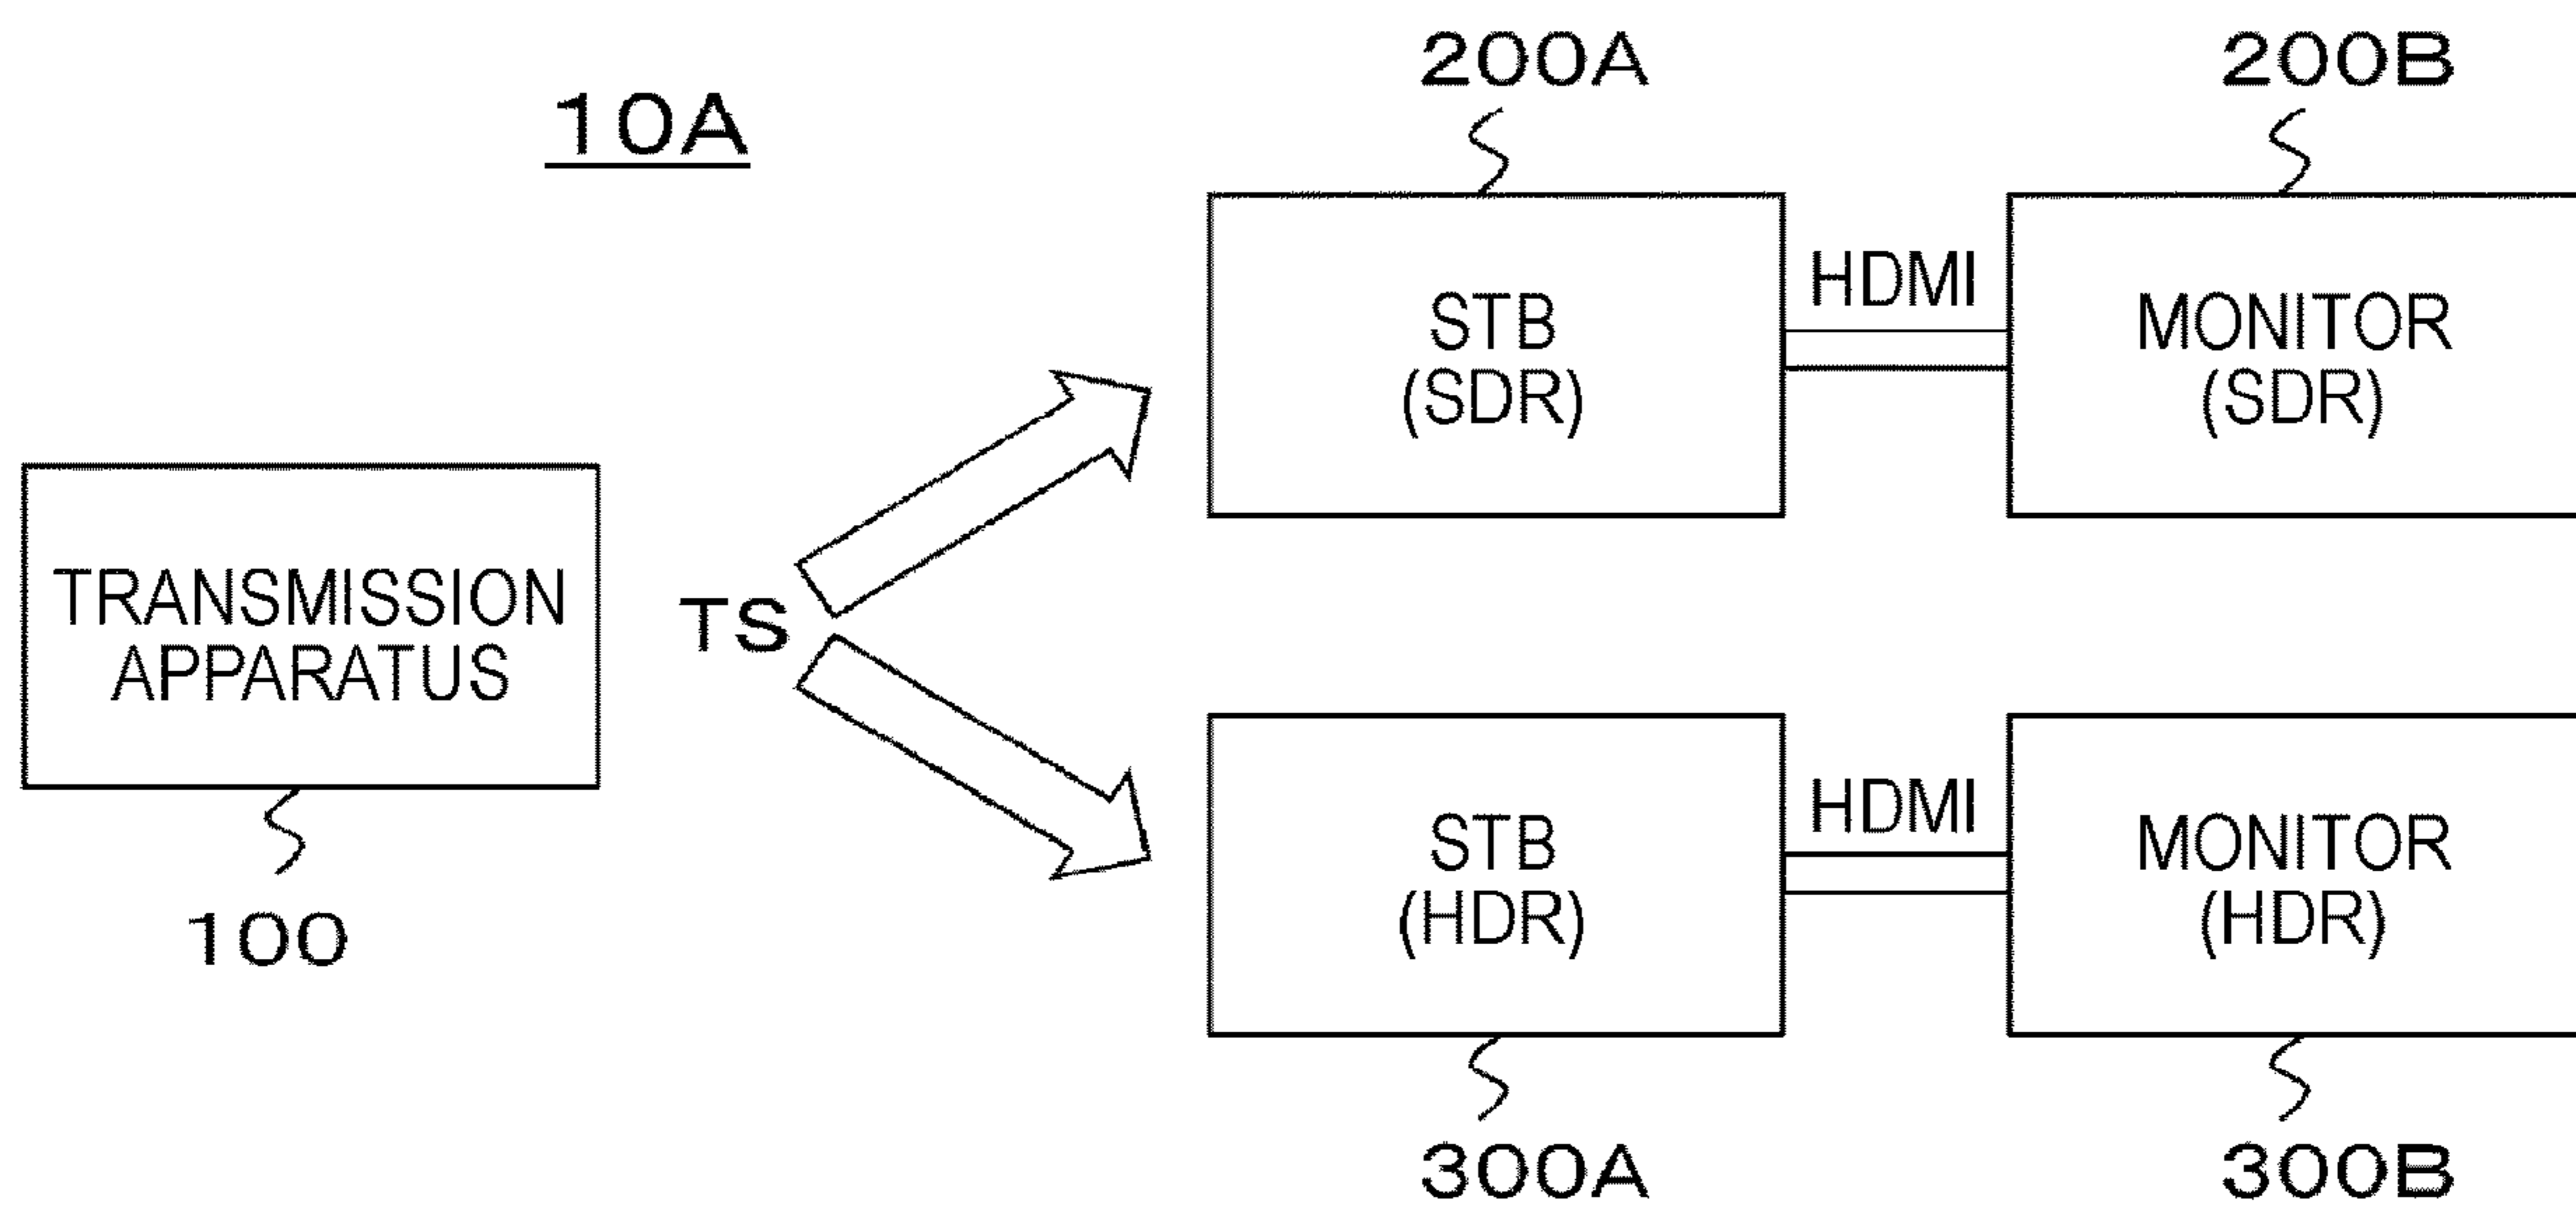 10A
200A
200B
STB
(SDR)
HDMI
MONITOR
(SDR)
TRANSMISSION
APPARATUS
100
TS
STB
(HDR)
HDMI
MONITOR
(HDR)
300A
300B